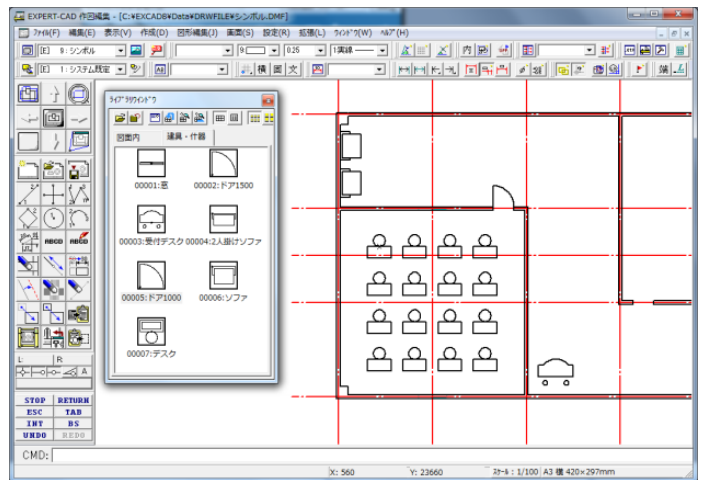 EXPERT-CAD 作図編集 - [C:¥EXCAD8¥Data¥DRWFILE¥シンボル.DMF]
ﾌｧｲﾙ(F) 編集(E) 表示(V) 作成(D) 図形編集(J) 画面(S) 設定(R) 拡張(L) ｳｨﾝﾄﾞｳ(W) ﾍﾙﾌﾟ(H)
[E] 9:シンボル 9 0.25 1実線 内
[E] 1:システム既定 AB 横 図 文 端
ﾗｲﾌﾞﾗﾘｳｨﾝﾄﾞｳ
図面内 建具・什器
00001:窓 00002:ドア1500
00003:受付デスク 00004:2人掛けソファ
00005:ドア1000 00006:ソファ
00007:デスク
ABCD ABCD
L: R
A
STOP RETURN
ESC TAB
INT BS
UNDO REDO
CMD:
X: 560 Y: 23660 ｽｹｰﾙ : 1/100 A3 横 420×297mm